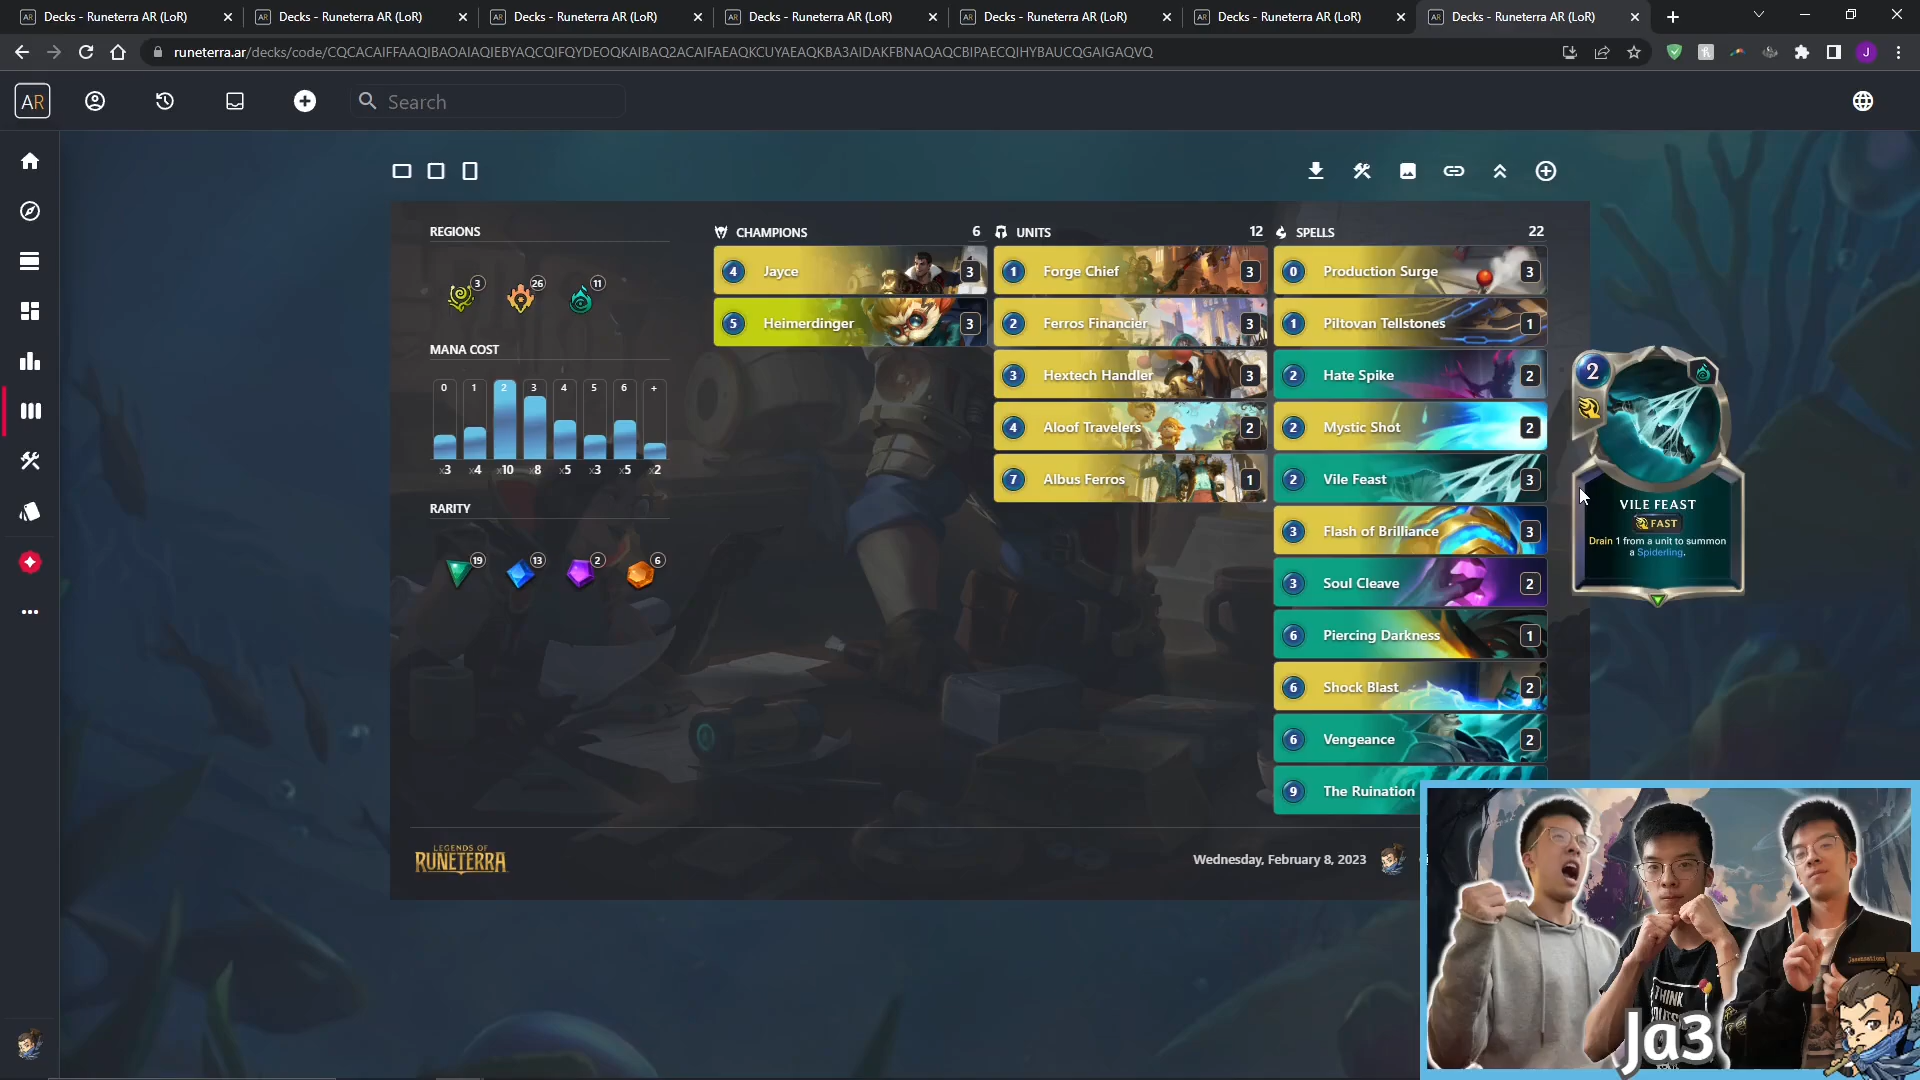 Decks - Runeterra AR (LoR)
Decks - Runeterra AR (LoR)
Decks - Runeterra AR (LoR)
Decks - Runeterra AR (LoR)
Decks - Runeterra AR (LoR)
Decks - Runeterra AR (LoR)
Decks - Runeterra AR (LoR)
runeterra.ar/decks/code/CQCACAIFFAAQIBAOAIAQIEBYAQCQIFQYDEOQKAIBAQ2ACAIFAEAQKCUYAEAQKBA3AIDAKFBNAQAQCBIPAECQIHYBAUCQGAIGAQVQ
AR
Search
REGIONS
3 26 11
MANA COST
0 1 2 3 4 5 6 +
x3 x4 x10 x8 x5 x3 x5 x2
RARITY
19 13 2 6
CHAMPIONS 6
4 Jayce 3
5 Heimerdinger 3
UNITS 12
1 Forge Chief 3
2 Ferros Financier 3
3 Hextech Handler 3
4 Aloof Travelers 2
7 Albus Ferros 1
SPELLS 22
0 Production Surge 3
1 Piltovan Tellstones 1
2 Hate Spike 2
2 Mystic Shot 2
2 Vile Feast 3
3 Flash of Brilliance 3
3 Soul Cleave 2
6 Piercing Darkness 1
6 Shock Blast 2
6 Vengeance 2
9 The Ruination
2
VILE FEAST
FAST
Drain 1 from a unit to summon
a Spiderling.
LEGENDS OF
RUNETERRA
Wednesday, February 8, 2023
THINK
Ja3